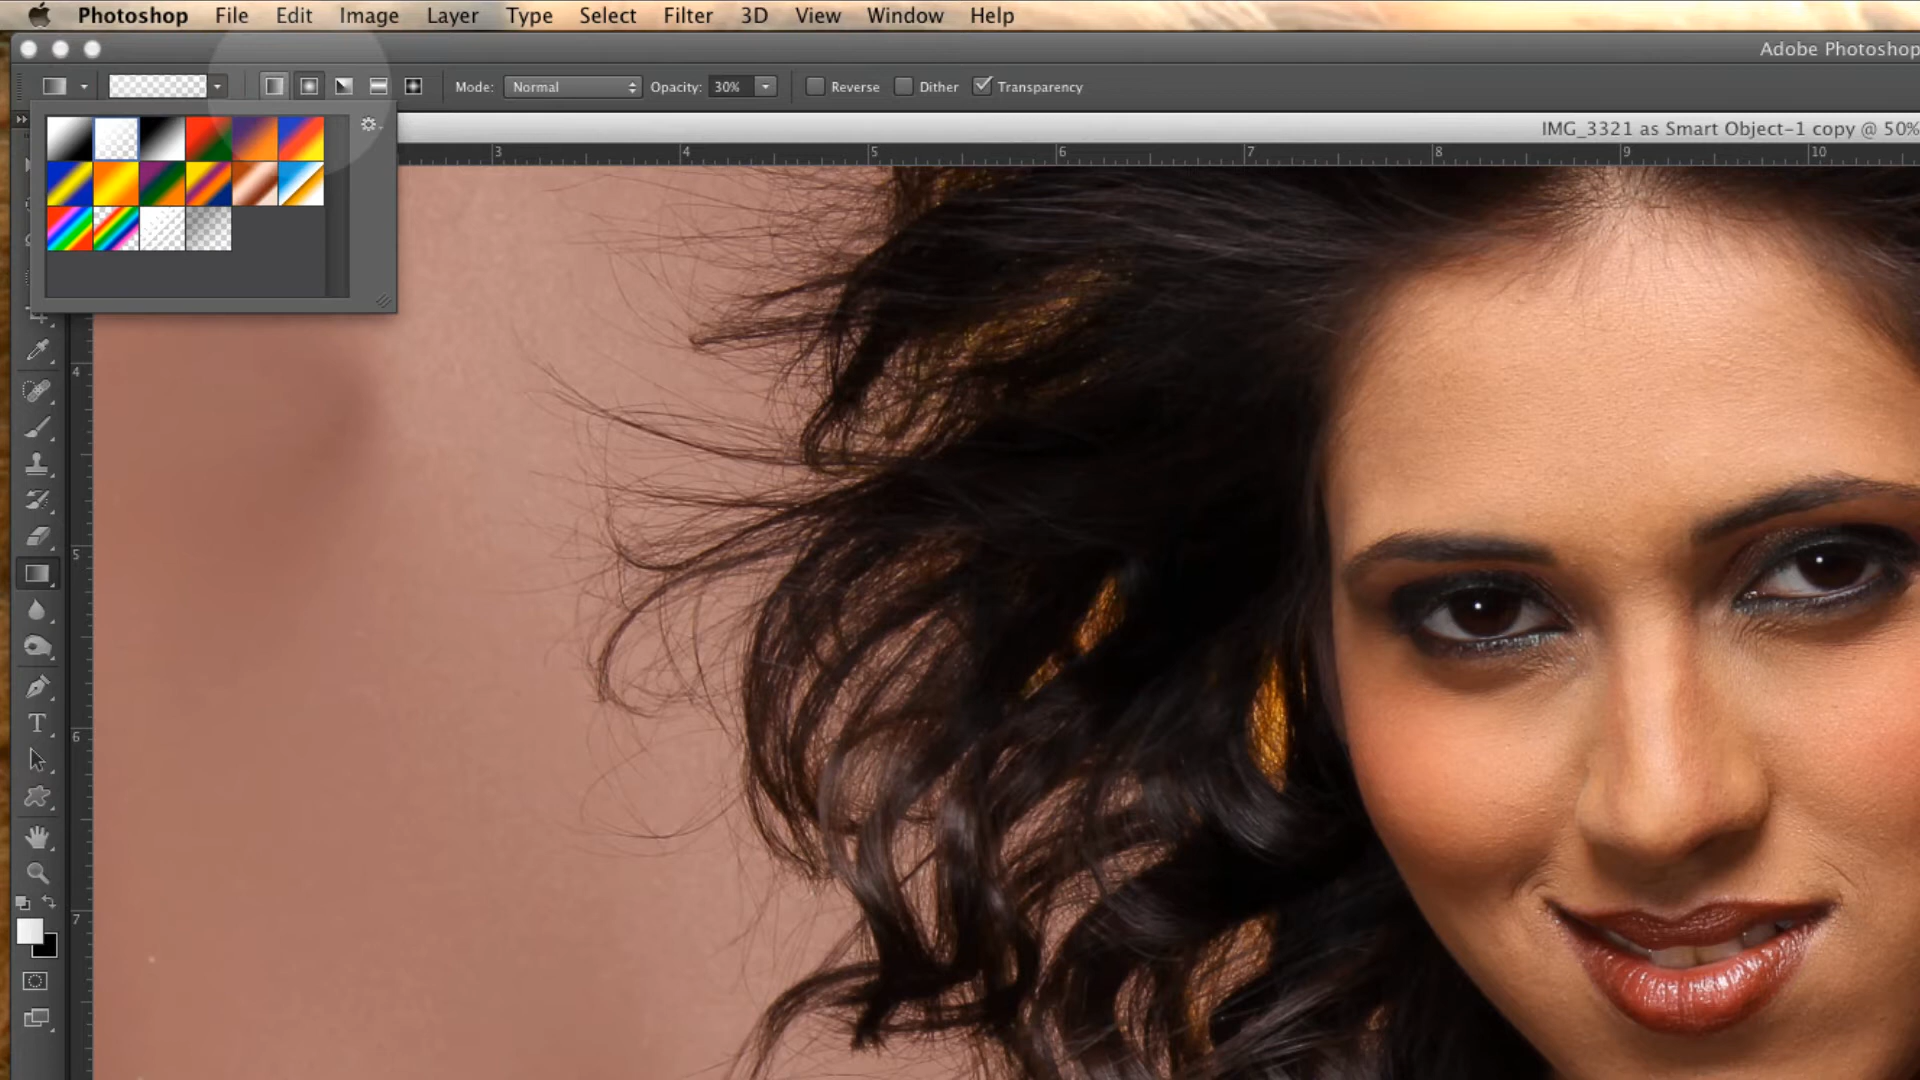 Photoshop File Edit Image Layer Type Select Filter 3D View Window Help
Adobe Photoshop
Mode: Normal Opacity: 30% Reverse Dither Transparency
IMG_3321 as Smart Object-1 copy @ 50%
3 4 5 6 7 8 9 10
4
5
6
7
T